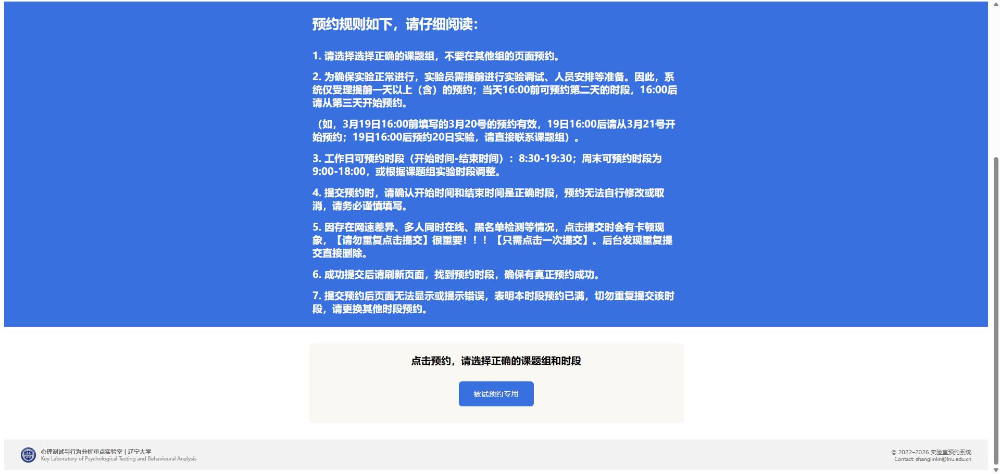 预约规则如下，请仔细阅读：
1. 请选择选择正确的课题组，不要在其他组的页面预约。
2. 为确保实验正常进行，实验员需提前进行实验调试、人员安排等准备。因此，系
统仅受理提前一天以上（含）的预约；当天16:00前可预约第二天的时段，16:00后
请从第三天开始预约。
（如，3月19日16:00前填写的3月20号的预约有效，19日16:00后请从3月21号开
始预约；19日16:00后预约20日实验，请直接联系课题组）。
3. 工作日可预约时段（开始时间-结束时间）：8:30-19:30；周末可预约时段为
9:00-18:00，或根据课题组实验时段调整。
4. 提交预约时，请确认开始时间和结束时间是正确时段，预约无法自行修改或取
消，请务必谨慎填写。
5. 因存在网速差异、多人同时在线、黑名单检测等情况，点击提交时会有卡顿现
象，【请勿重复点击提交】很重要！！！【只需点击一次提交】。后台发现重复提
交直接删除。
6. 成功提交后请刷新页面，找到预约时段，确保有真正预约成功。
7. 提交预约后页面无法显示或提示错误，表明本时段预约已满，切勿重复提交该时
段，请更换其他时段预约。
点击预约，请选择正确的课题组和时段
被试预约专用
心理测试与行为分析重点实验室 | 辽宁大学
Key Laboratory of Psychological Testing and Behavioural Analysis
© 2022–2026 实验室预约系统
Contact: shanglinlin@lnu.edu.cn